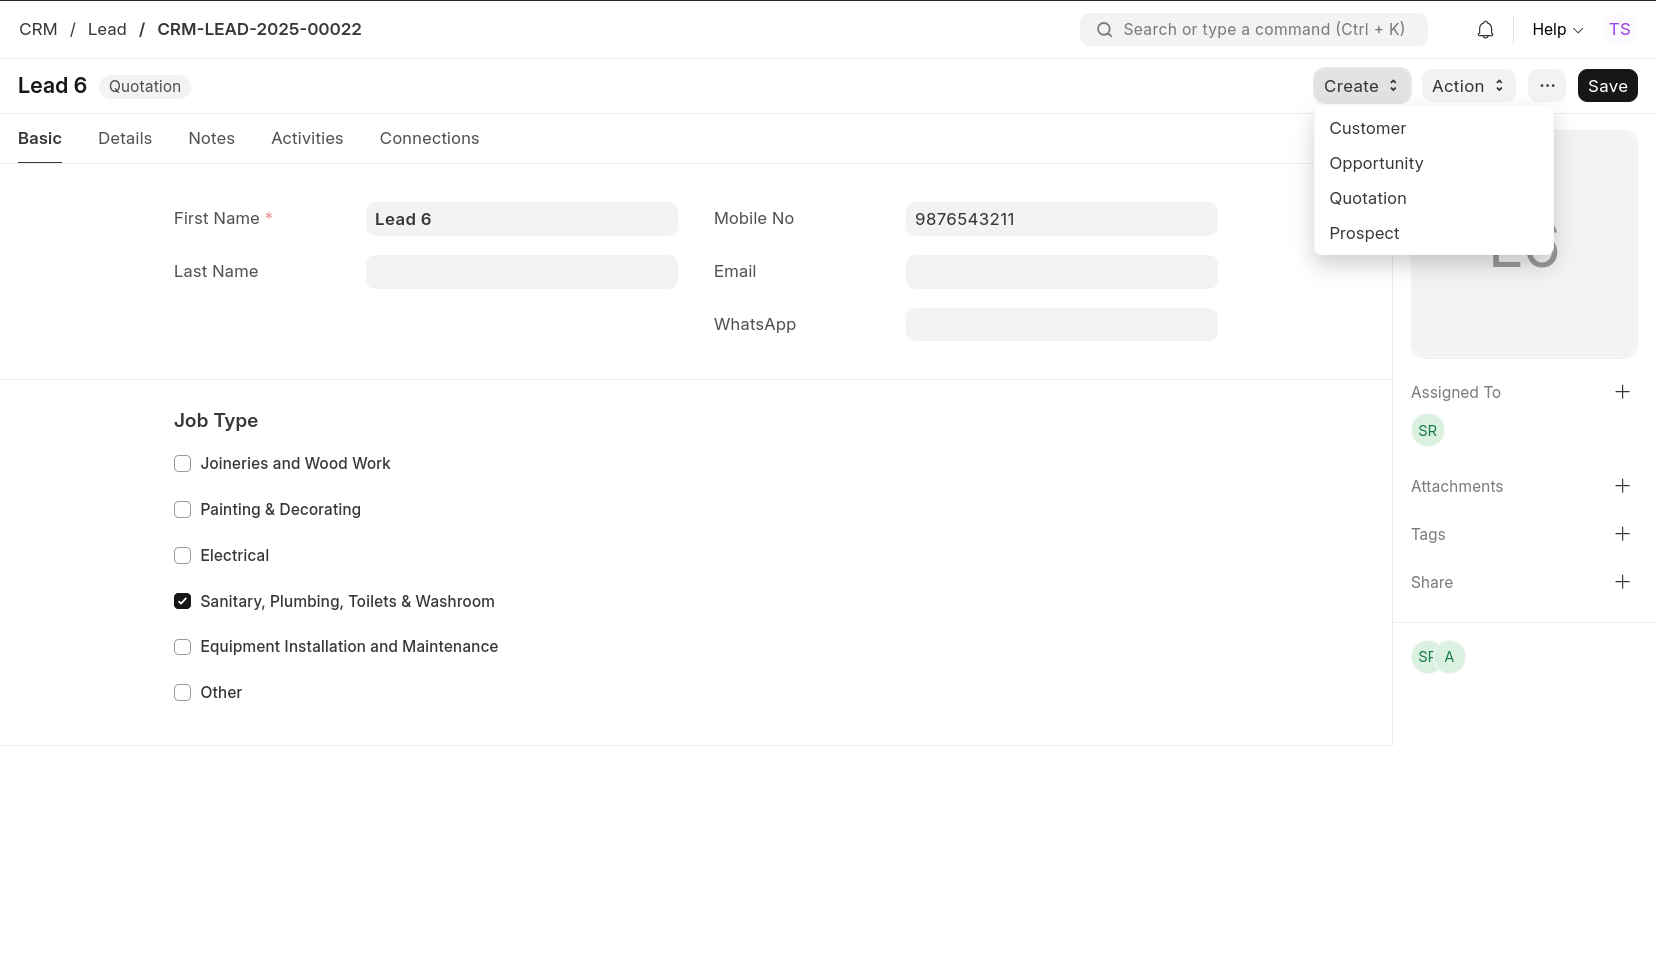 CRM / Lead / CRM-LEAD-2025-00022
Search or type a command (Ctrl + K)
Help
TS
Lead 6
Quotation
Create
Action
...
Save
Basic
Details
Notes
Activities
Connections
Customer
Opportunity
Quotation
Prospect
First Name *
Lead 6
Mobile No
9876543211
Last Name
Email
WhatsApp
Job Type
Joineries and Wood Work
Painting & Decorating
Electrical
Sanitary, Plumbing, Toilets & Washroom
Equipment Installation and Maintenance
Other
Assigned To
SR
Attachments
Tags
Share
A